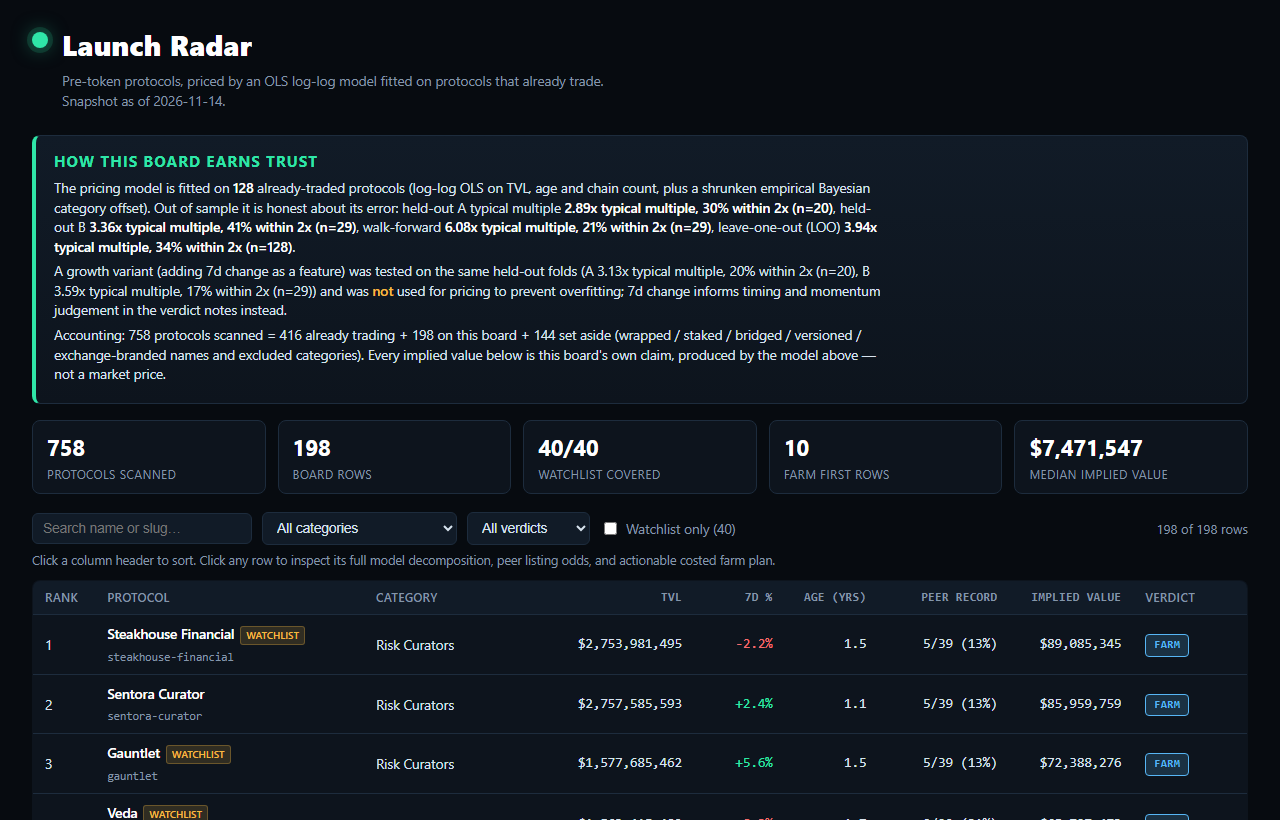 Launch Radar
Pre-token protocols, priced by an OLS log-log model fitted on protocols that already trade.
Snapshot as of 2026-11-14.
HOW THIS BOARD EARNS TRUST
The pricing model is fitted on 128 already-traded protocols (log-log OLS on TVL, age and chain count, plus a shrunken empirical Bayesian
category offset). Out of sample it is honest about its error: held-out A typical multiple 2.89x typical multiple, 30% within 2x (n=20), held-
out B 3.36x typical multiple, 41% within 2x (n=29), walk-forward 6.08x typical multiple, 21% within 2x (n=29), leave-one-out (LOO) 3.94x
typical multiple, 34% within 2x (n=128).
A growth variant (adding 7d change as a feature) was tested on the same held-out folds (A 3.13x typical multiple, 20% within 2x (n=20), B
3.59x typical multiple, 17% within 2x (n=29)) and was not used for pricing to prevent overfitting; 7d change informs timing and momentum
judgement in the verdict notes instead.
Accounting: 758 protocols scanned = 416 already trading + 198 on this board + 144 set aside (wrapped / staked / bridged / versioned /
exchange-branded names and excluded categories). Every implied value below is this board's own claim, produced by the model above —
not a market price.
758 198 40/40 10 $7,471,547
PROTOCOLS SCANNED BOARD ROWS WATCHLIST COVERED FARM FIRST ROWS MEDIAN IMPLIED VALUE
Search name or slug... All categories All verdicts Watchlist only (40) 198 of 198 rows
Click a column header to sort. Click any row to inspect its full model decomposition, peer listing odds, and actionable costed farm plan.
RANK PROTOCOL CATEGORY TVL 7D % AGE (YRS) PEER RECORD IMPLIED VALUE VERDICT
1 Steakhouse Financial WATCHLIST Risk Curators $2,753,981,495 -2.2% 1.5 5/39 (13%) $89,085,345 FARM
steakhouse-financial
2 Sentora Curator Risk Curators $2,757,585,593 +2.4% 1.1 5/39 (13%) $85,959,759 FARM
sentora-curator
3 Gauntlet WATCHLIST Risk Curators $1,577,685,462 +5.6% 1.5 5/39 (13%) $72,388,276 FARM
gauntlet
Veda WATCHLIST